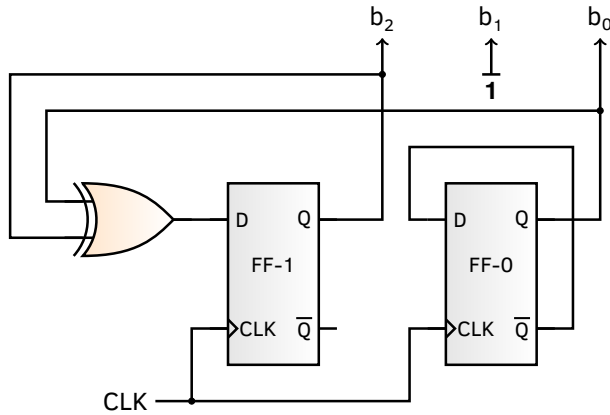 b₂ b₁ b₀
1
D Q D Q
FF-1 FF-0
CLK Q̅ CLK Q̅
CLK